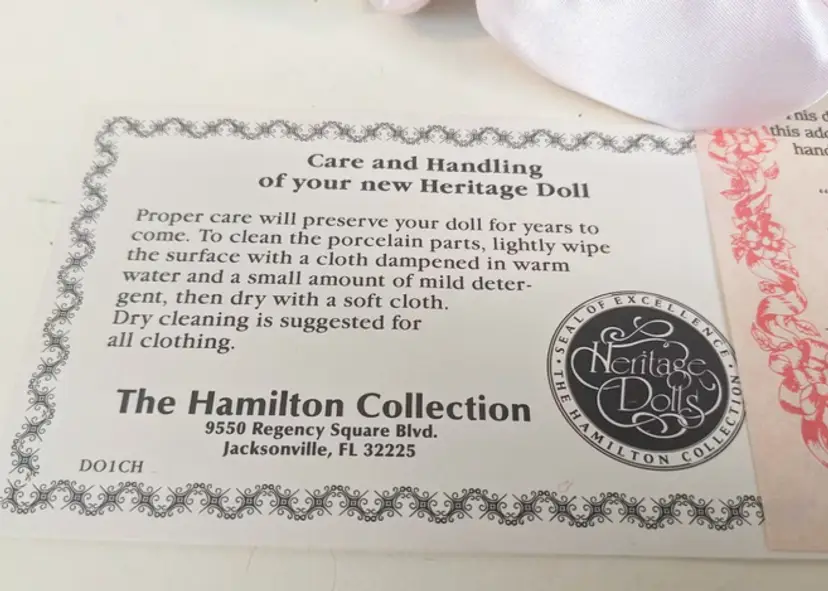 Care and Handling
of your new Heritage Doll
Proper care will preserve your doll for years to
come. To clean the porcelain parts, lightly wipe
the surface with a cloth dampened in warm
water and a small amount of mild deter-
gent, then dry with a soft cloth.
Dry cleaning is suggested for
all clothing.
The Hamilton Collection
9550 Regency Square Blvd.
Jacksonville, FL 32225
DO1CH
· SEAL OF EXCELLENCE ·
THE HAMILTON COLLECTION
Heritage
Dolls
this